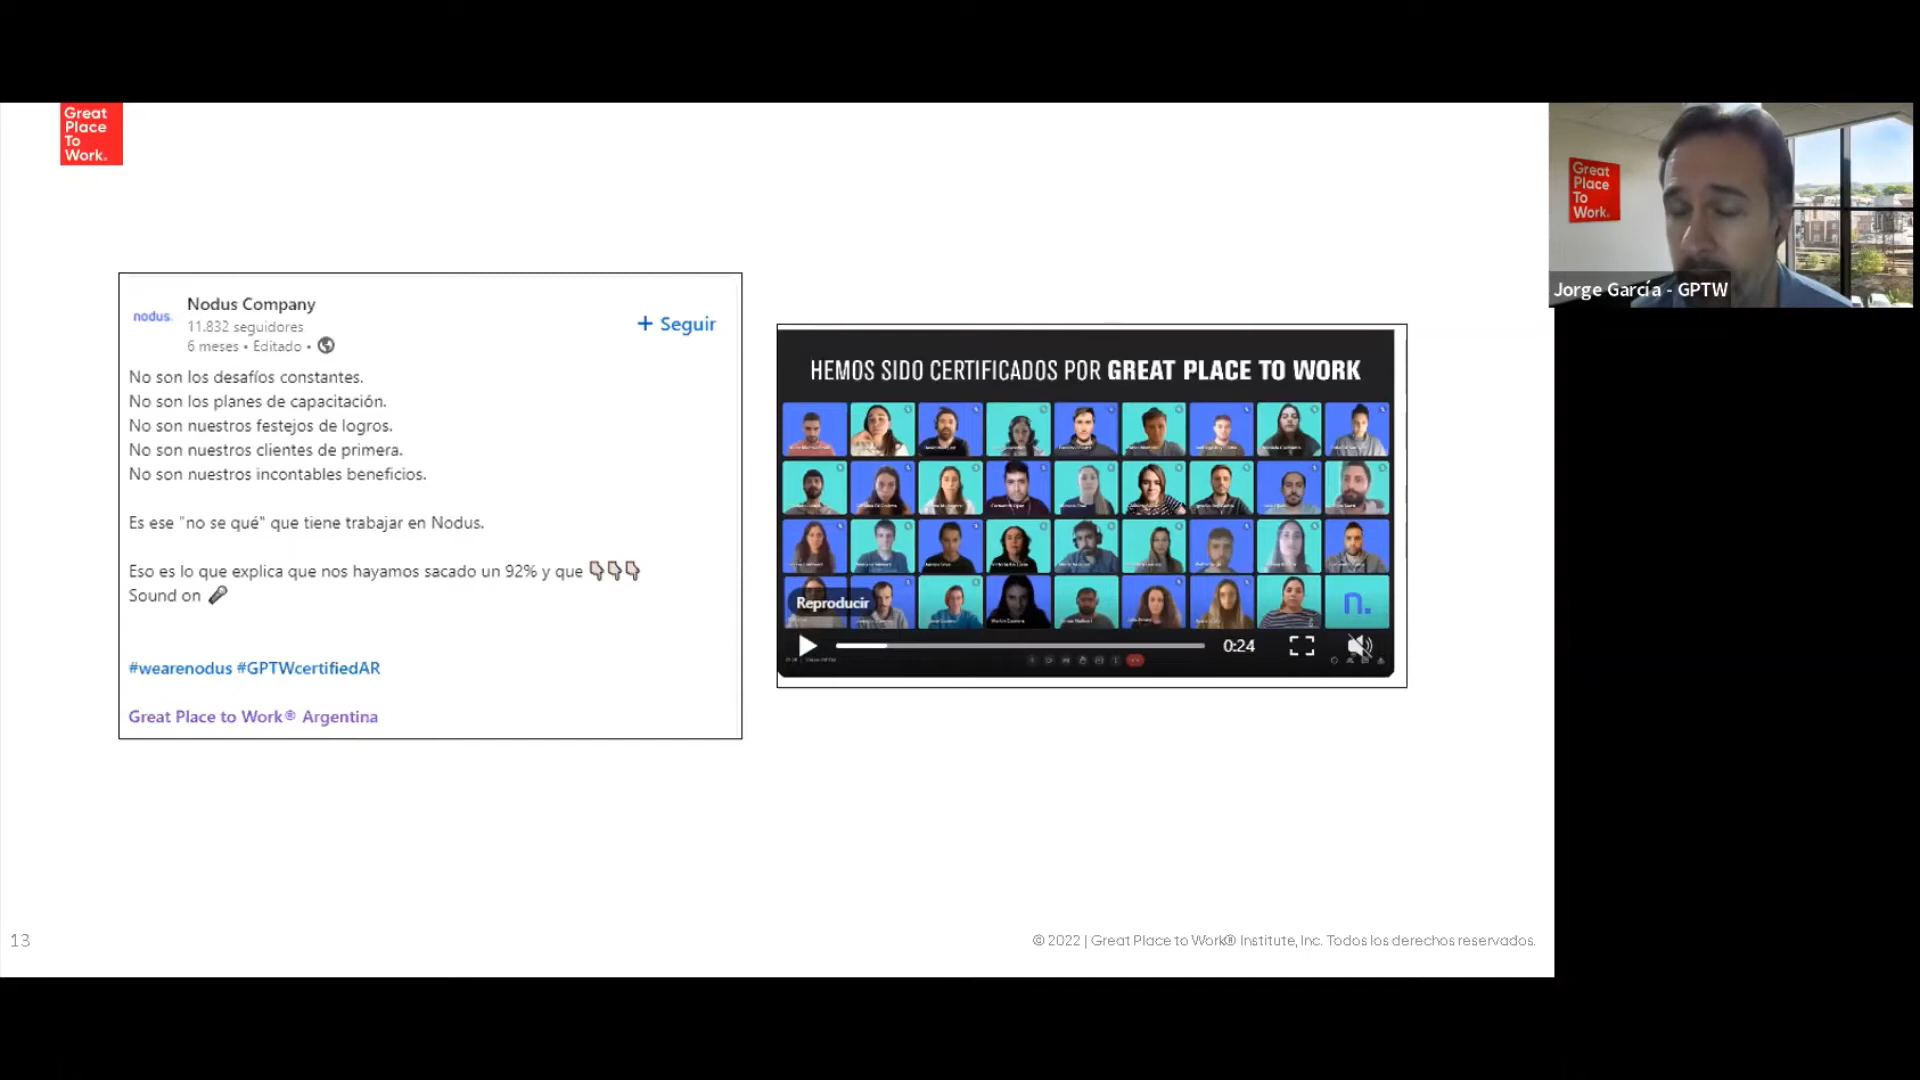 Great
Place
To
Work.
nodus.
Nodus Company
11.832 seguidores
6 meses • Editado •
+ Seguir
No son los desafíos constantes.
No son los planes de capacitación.
No son nuestros festejos de logros.
No son nuestros clientes de primera.
No son nuestros incontables beneficios.
Es ese "no se qué" que tiene trabajar en Nodus.
Eso es lo que explica que nos hayamos sacado un 92% y que
Sound on
#wearenodus #GPTWcertifiedAR
Great Place to Work® Argentina
HEMOS SIDO CERTIFICADOS POR GREAT PLACE TO WORK
n.
Reproducir
0:24
Great
Place
To
Work.
Jorge García - GPTW
13
© 2022 | Great Place to Work® Institute, Inc. Todos los derechos reservados.